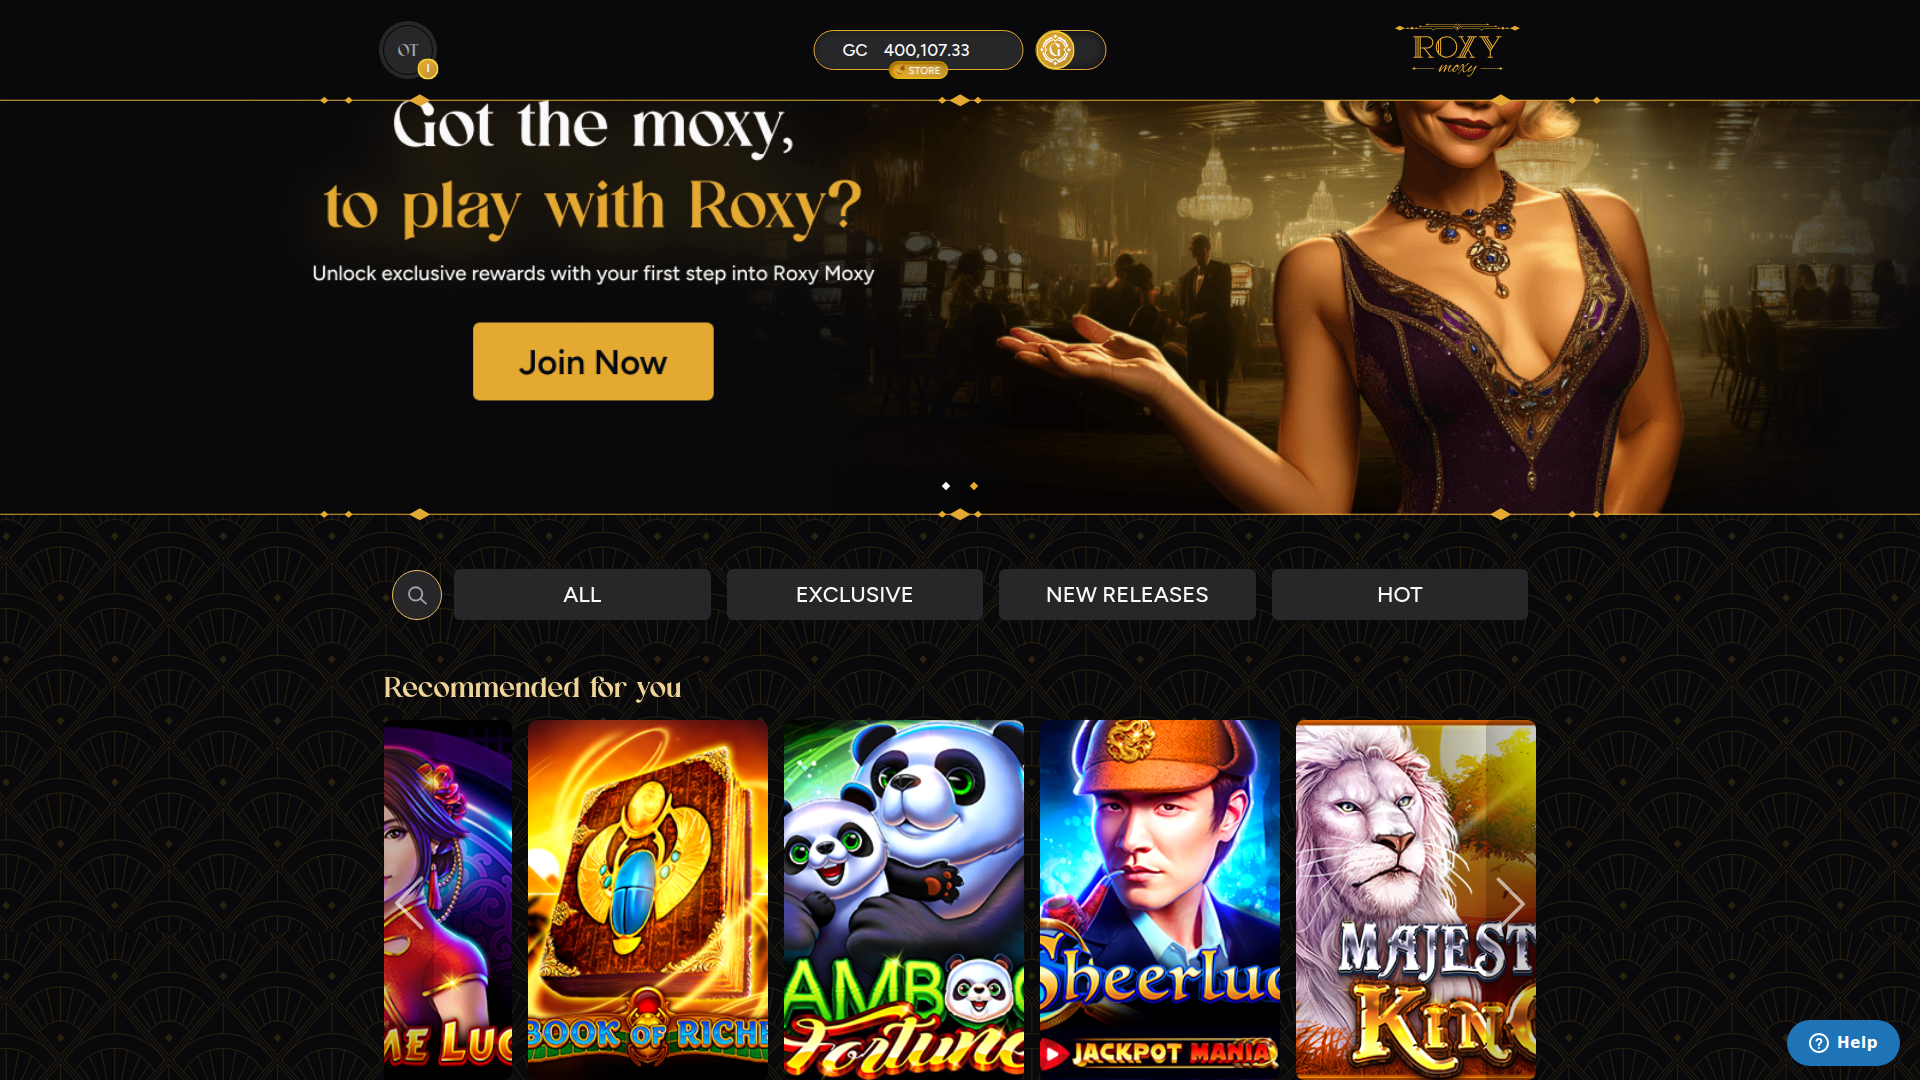 OT
1
GC 400,107.33
STORE
G
ROXY
moxy
Got the moxy,
to play with Roxy?
Unlock exclusive rewards with your first step into Roxy Moxy
Join Now
ALL
EXCLUSIVE
NEW RELEASES
HOT
Recommended for you
ME LUC
BOOK OF RICHE
AMBO
Fortune
Sheerluc
JACKPOT MANIA
MAJEST
KING
Help